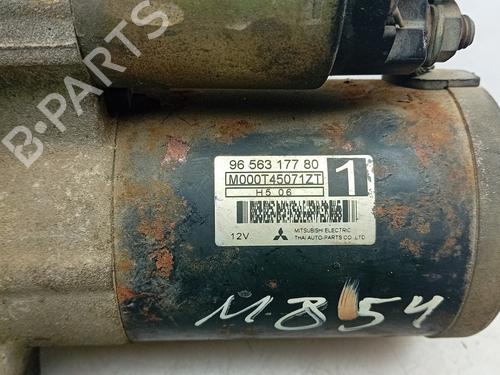 B-PARTS
96 563 177 80
M000T45071ZT
1
H5 06
12V
MITSUBISHI ELECTRIC
THAI AUTO-PARTS CO.,LTD.
M854